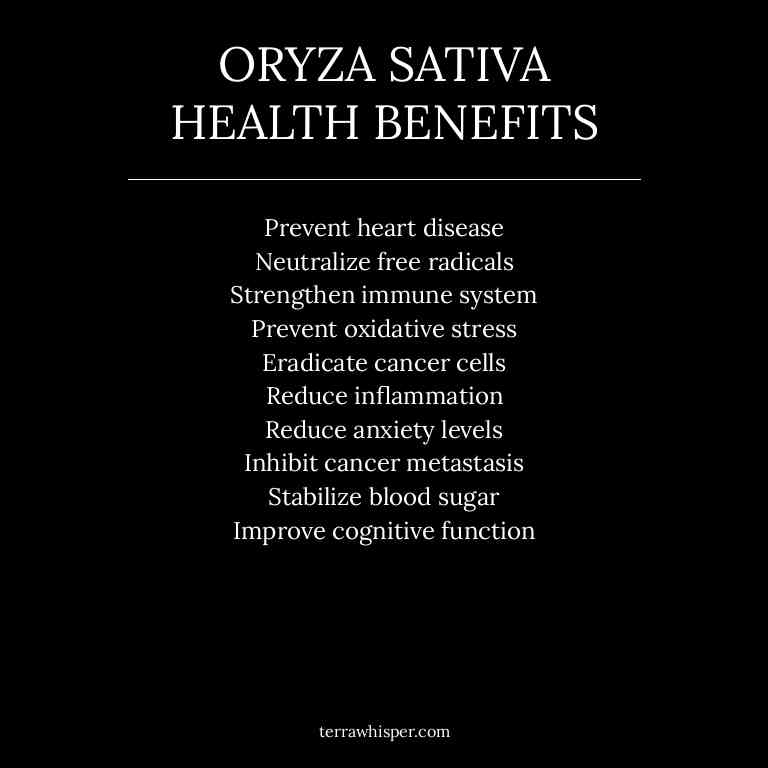 ORYZA SATIVA
HEALTH BENEFITS
Prevent heart disease
Neutralize free radicals
Strengthen immune system
Prevent oxidative stress
Eradicate cancer cells
Reduce inflammation
Reduce anxiety levels
Inhibit cancer metastasis
Stabilize blood sugar
Improve cognitive function
terrawhisper.com